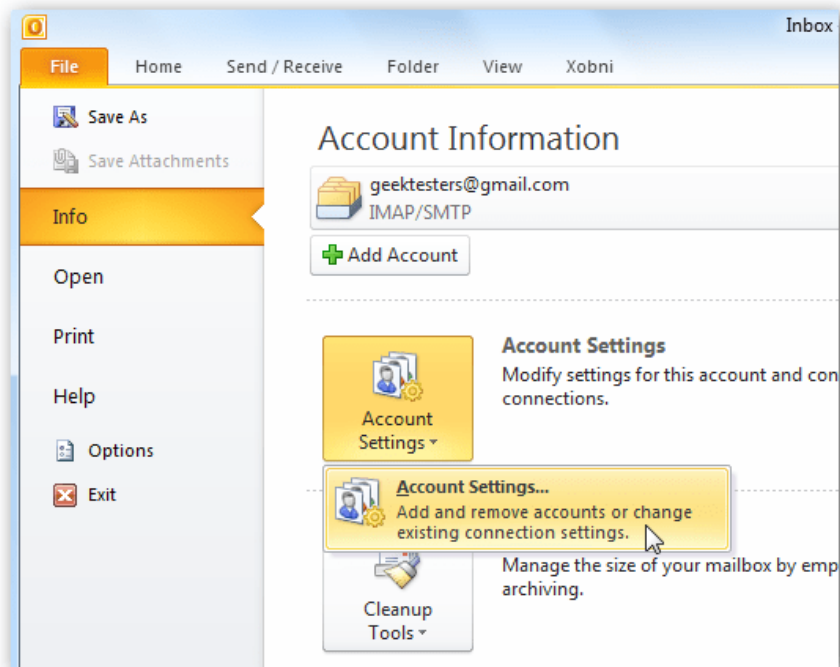 Inbox
File Home Send / Receive Folder View Xobni
Save As
Save Attachments
Info
Open
Print
Help
Options
Exit
Account Information
geektesters@gmail.com
IMAP/SMTP
Add Account
Account
Settings
Account Settings
Modify settings for this account and con
connections.
Account Settings...
Add and remove accounts or change
existing connection settings.
Cleanup
Tools
Manage the size of your mailbox by emp
archiving.